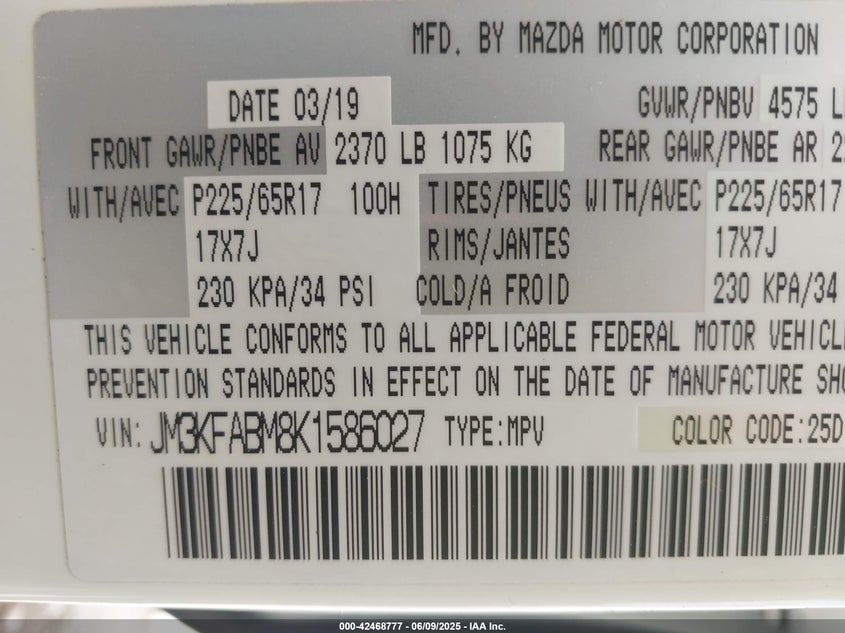 MFD. BY MAZDA MOTOR CORPORATION
DATE 03/19 GVWR/PNBV 4575 L
FRONT GAWR/PNBE AV 2370 LB 1075 KG REAR GAWR/PNBE AR 2
WITH/AVEC P225/65R17 100H TIRES/PNEUS WITH/AVEC P225/65R17
17X7J RIMS/JANTES 17X7J
230 KPA/34 PSI COLD/A FROID 230 KPA/34
THIS VEHICLE CONFORMS TO ALL APPLICABLE FEDERAL MOTOR VEHICLE
PREVENTION STANDARDS IN EFFECT ON THE DATE OF MANUFACTURE SHO
VIN: JM3KFABM8K1586027 TYPE:MPV COLOR CODE:25D
000-42468777 - 06/09/2025 - IAA Inc.